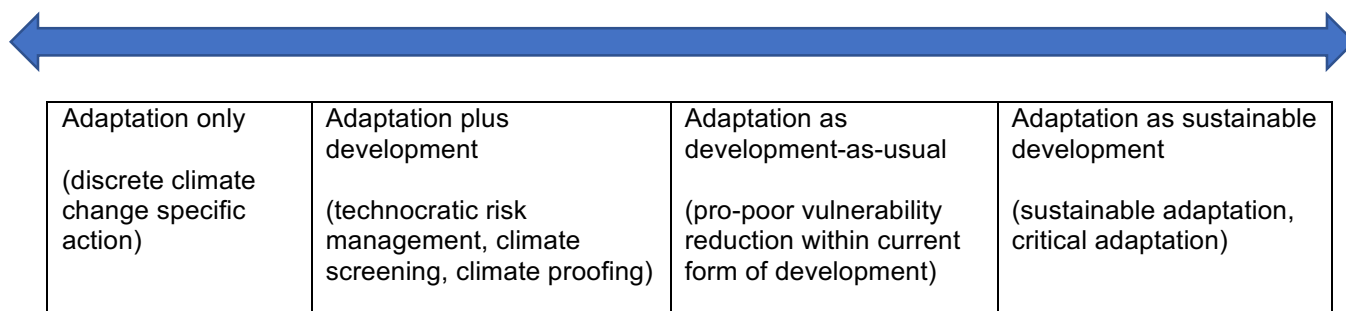 Adaptation only
(discrete climate
change specific
action)
Adaptation plus
development
(technocratic risk
management, climate
screening, climate proofing)
Adaptation as
development-as-usual
(pro-poor vulnerability
reduction within current
form of development)
Adaptation as sustainable
development
(sustainable adaptation,
critical adaptation)